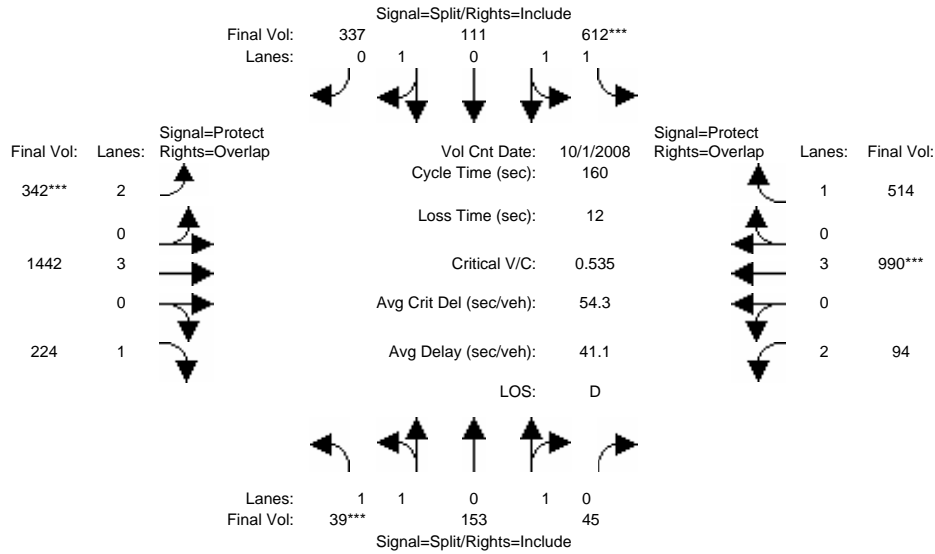 Signal=Split/Rights=Include
Final Vol: 337 111 612***
Lanes: 0 1 0 1 1
Signal=Protect Signal=Protect
Final Vol: Lanes: Rights=Overlap Vol Cnt Date: 10/1/2008 Rights=Overlap Lanes: Final Vol:
Cycle Time (sec): 160
342*** 2 1 514
Loss Time (sec): 12
0 0
1442 3 Critical V/C: 0.535 3 990***
0 Avg Crit Del (sec/veh): 54.3 0
224 1 Avg Delay (sec/veh): 41.1 2 94
LOS: D
Lanes: 1 1 0 1 0
Final Vol: 39*** 153 45
Signal=Split/Rights=Include